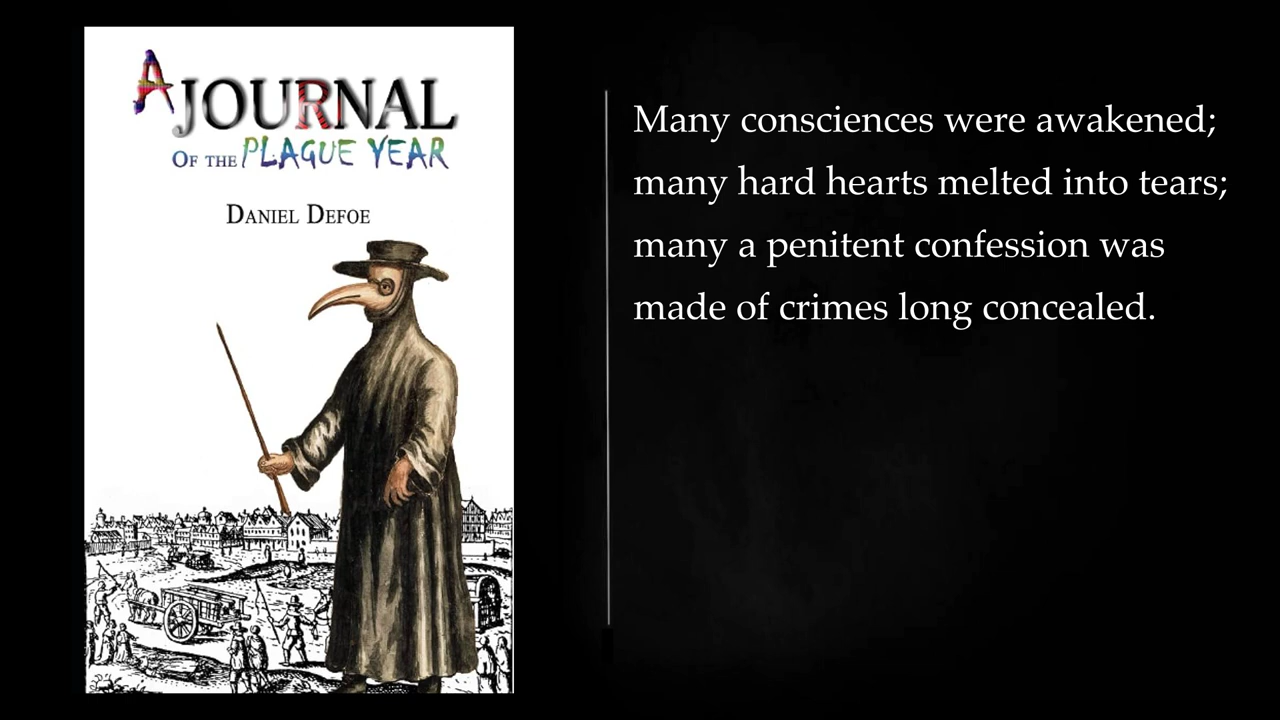 A JOURNAL
OF THE PLAGUE YEAR
DANIEL DEFOE
Many consciences were awakened;
many hard hearts melted into tears;
many a penitent confession was
made of crimes long concealed.